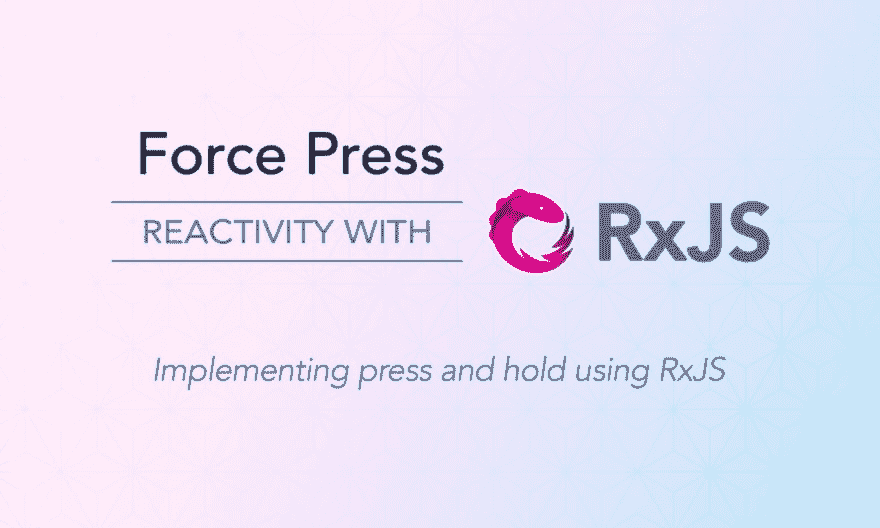 Force Press
REACTIVITY WITH
RxJS
Implementing press and hold using RxJS